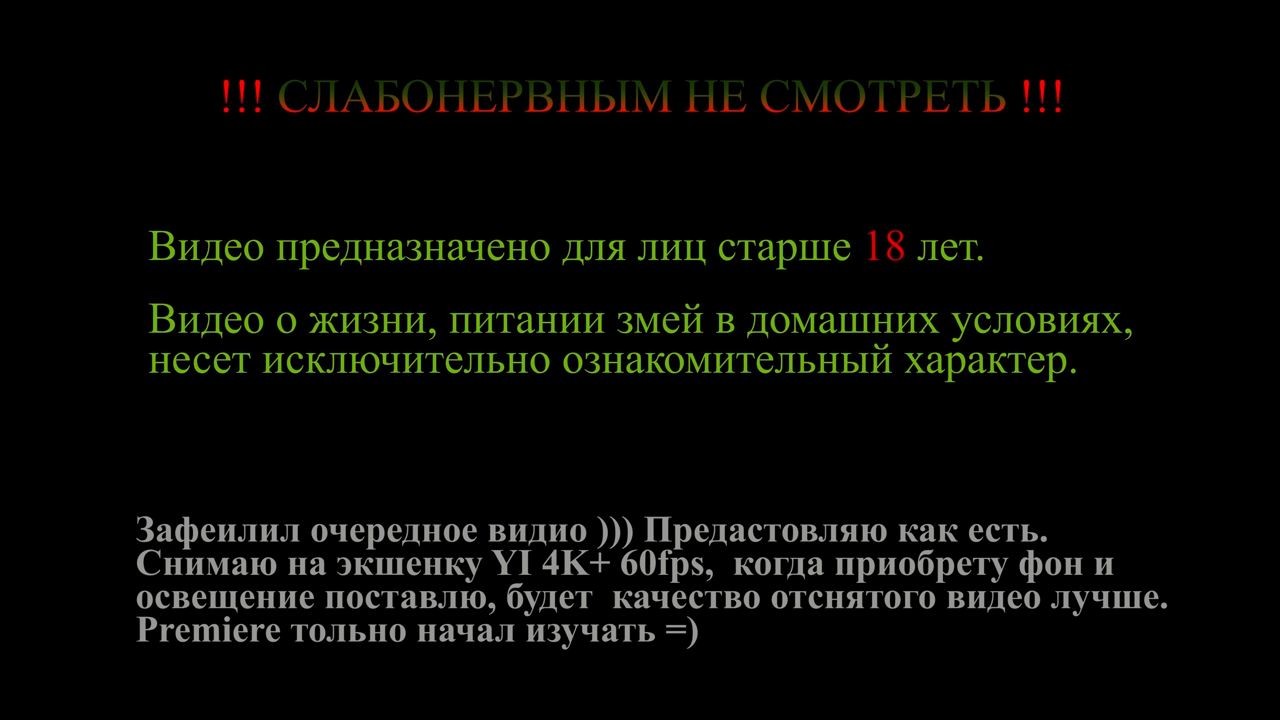 !!! СЛАБОНЕРВНЫМ НЕ СМОТРЕТЬ !!!
Видео предназначено для лиц старше 18 лет.
Видео о жизни, питании змей в домашних условиях,
несет исключительно ознакомительный характер.
Зафеилил очередное видио ))) Предастовляю как есть.
Снимаю на экшенку YI 4K+ 60fps,  когда приобрету фон и
освещение поставлю, будет  качество отснятого видео лучше.
Premiere тольно начал изучать =)